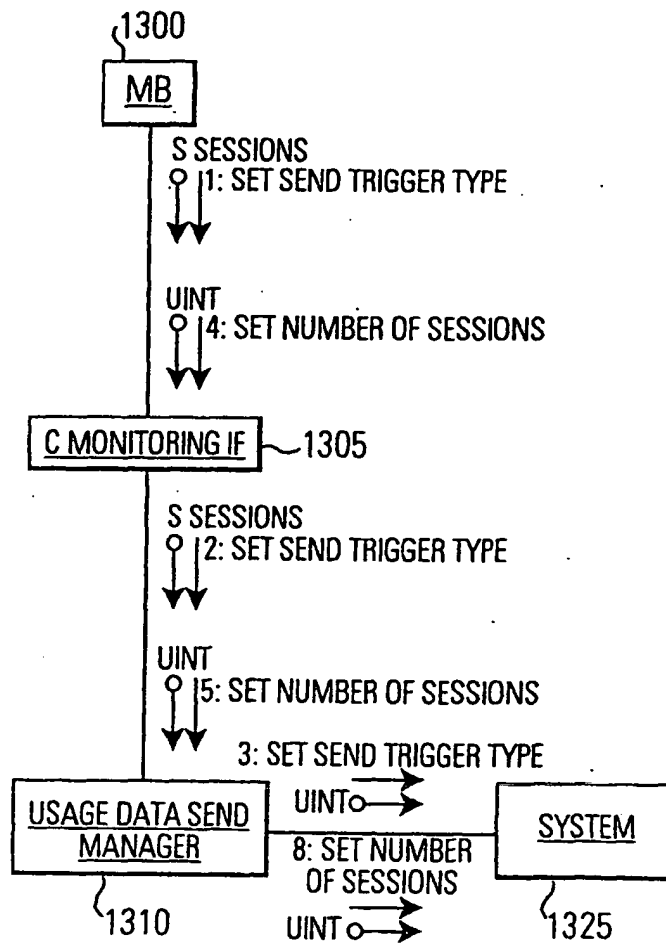 1300
MB
S SESSIONS
1: SET SEND TRIGGER TYPE
UINT
4: SET NUMBER OF SESSIONS
C MONITORING IF
1305
S SESSIONS
2: SET SEND TRIGGER TYPE
UINT
5: SET NUMBER OF SESSIONS
3: SET SEND TRIGGER TYPE
UINT
USAGE DATA SEND
MANAGER
SYSTEM
8: SET NUMBER
OF SESSIONS
UINT
1310
1325